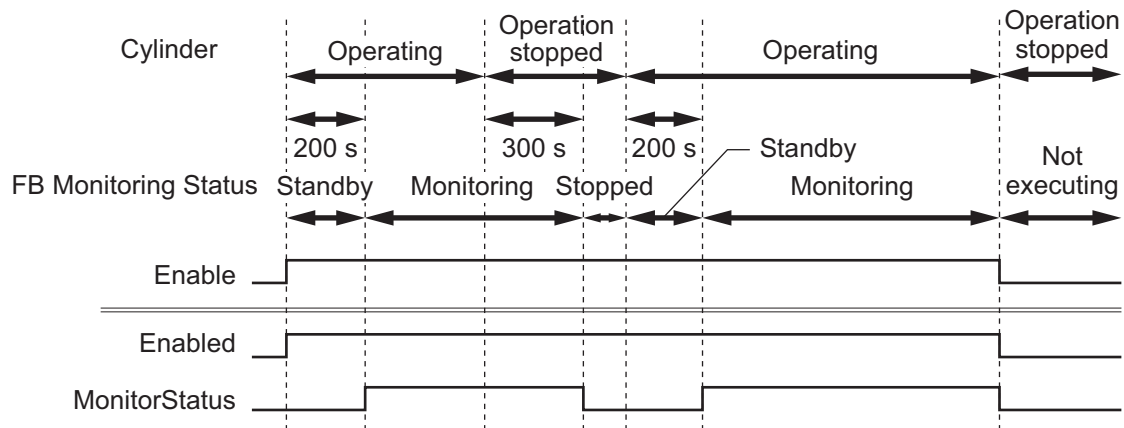 Operation
stopped
Operation
stopped
Cylinder
Operating
Operating
200 s
300 s
200 s
Standby
Not
executing
FB Monitoring Status
Standby
Monitoring
Stopped
Monitoring
Enable
Enabled
MonitorStatus